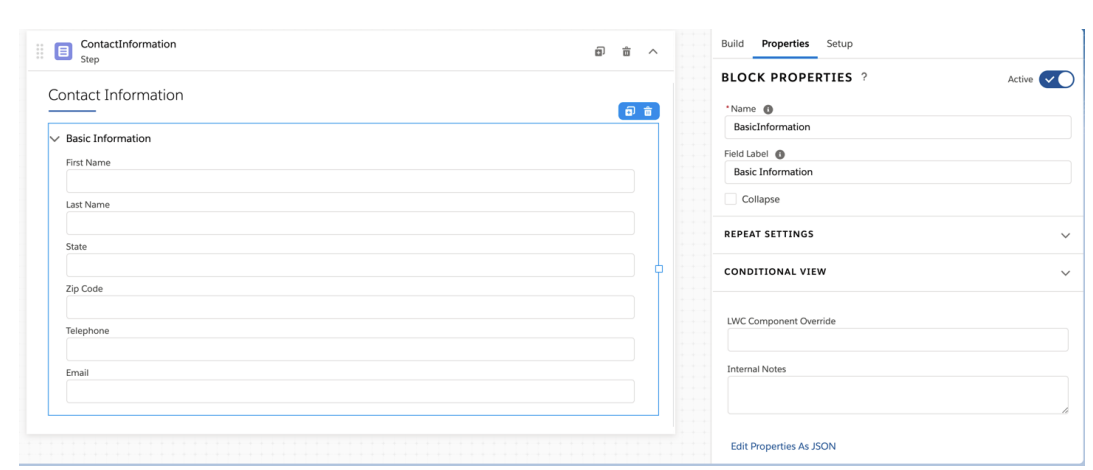 ContactInformation
Step
Contact Information
Basic Information
First Name
Last Name
State
Zip Code
Telephone
Email
Build Properties Setup
BLOCK PROPERTIES ?
Active
*Name
BasicInformation
Field Label
Basic Information
Collapse
REPEAT SETTINGS
CONDITIONAL VIEW
LWC Component Override
Internal Notes
Edit Properties As JSON